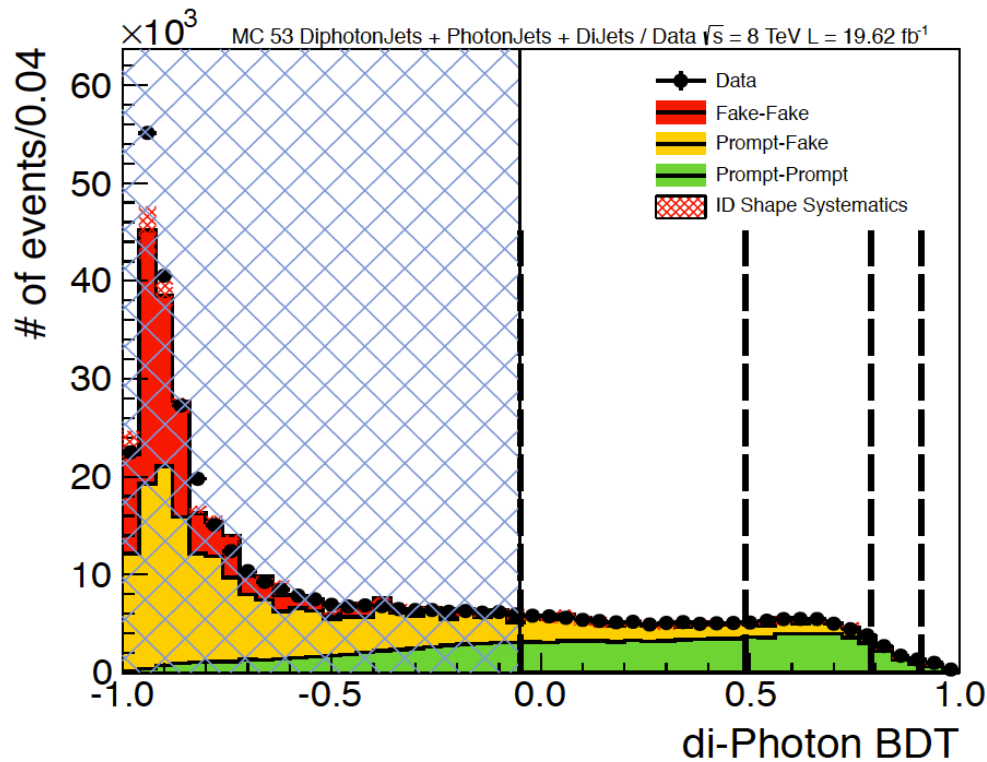 ×10³
MC 53 DiphotonJets + PhotonJets + DiJets / Data √s = 8 TeV L = 19.62 fb⁻¹
# of events/0.04
60
50
40
30
20
10
0
Data
Fake-Fake
Prompt-Fake
Prompt-Prompt
ID Shape Systematics
-1.0
-0.5
0.0
0.5
1.0
di-Photon BDT